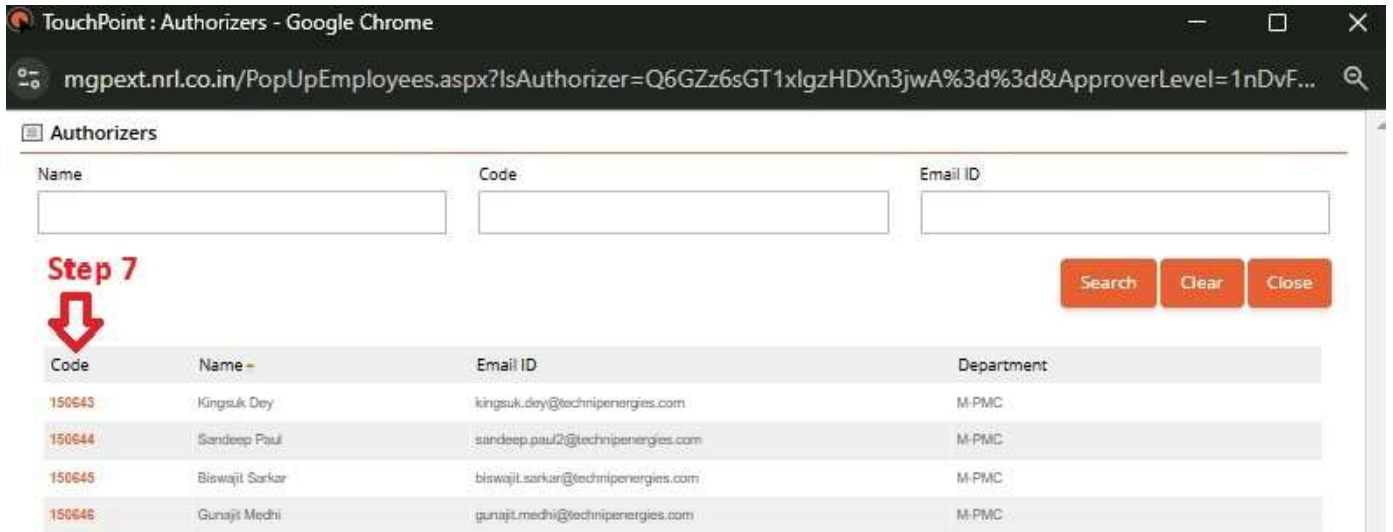 TouchPoint : Authorizers - Google Chrome
mgpext.nrl.co.in/PopUpEmployees.aspx?IsAuthorizer=Q6GZz6sGT1xlgzHDXn3jwA%3d%3d&ApproverLevel=1nDvF...
Authorizers
Name Code Email ID
Step 7
Search Clear Close
Code Name Email ID Department
150643 Kingsuk Dey kingsuk.dey@technipenergies.com M-PMC
150644 Sandeep Paul sandeep.paul2@technipenergies.com M-PMC
150645 Biswajit Sarkar biswajit.sarkar@technipenergies.com M-PMC
150646 Gunajit Medhi gunajit.medhi@technipenergies.com M-PMC